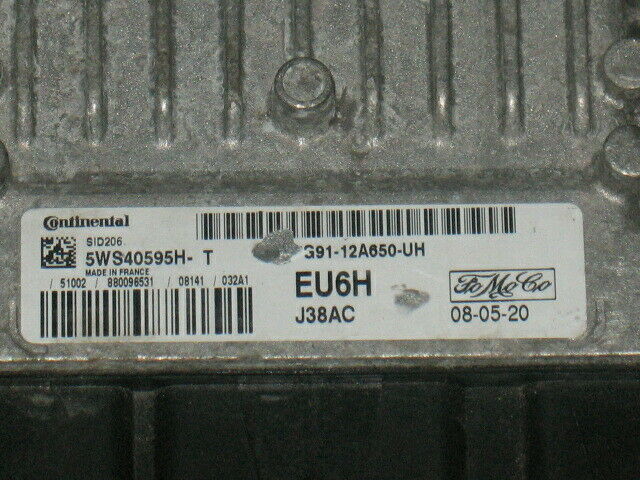 Continental
SID206
5WS40595H- T
MADE IN FRANCE
/ 51002 / 880096531 / 08141 / 032A1
G91-12A650-UH
EU6H
J38AC
FoMoCo
08-05-20